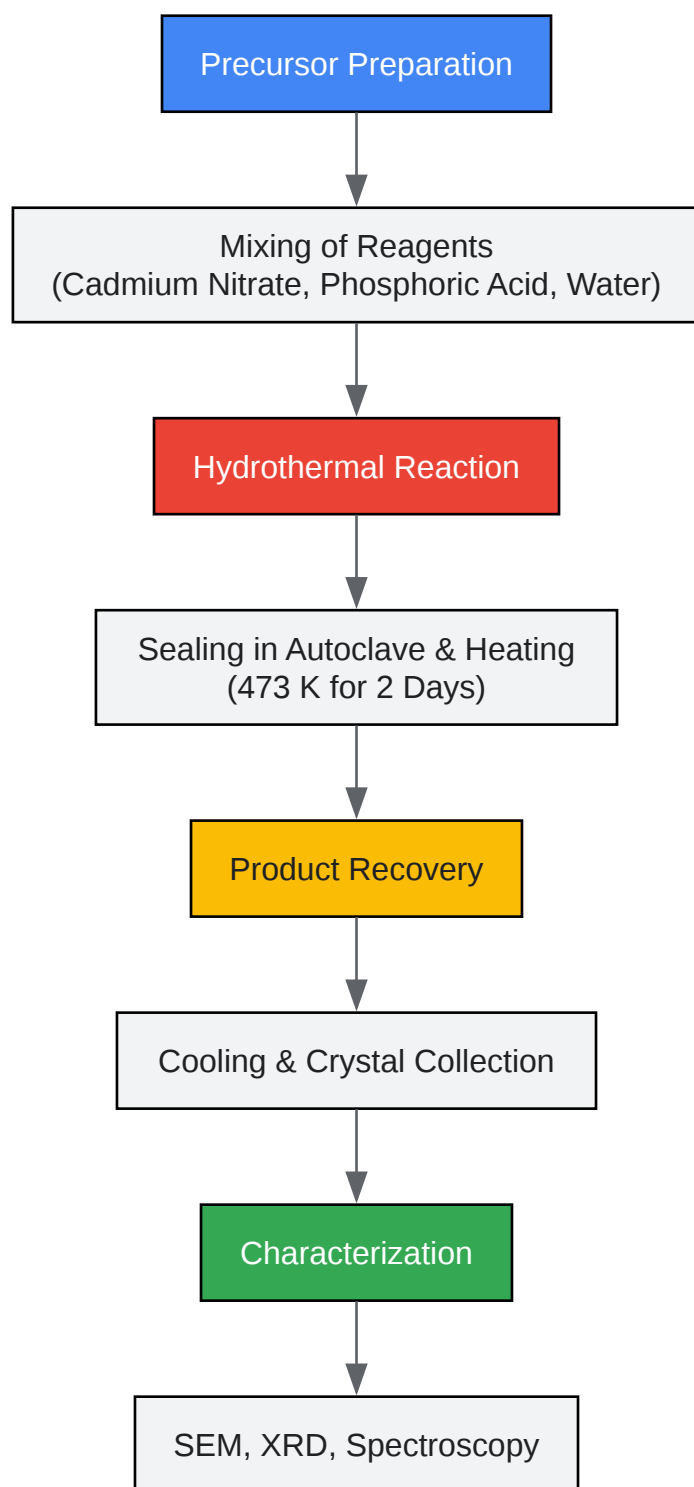 Precursor Preparation
Mixing of Reagents
(Cadmium Nitrate, Phosphoric Acid, Water)
Hydrothermal Reaction
Sealing in Autoclave & Heating
(473 K for 2 Days)
Product Recovery
Cooling & Crystal Collection
Characterization
SEM, XRD, Spectroscopy